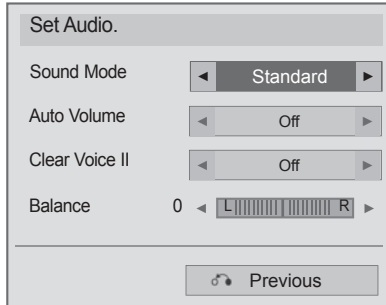 Set Audio.
Sound Mode ◄ Standard ►
Auto Volume ◄ Off ►
Clear Voice II ◄ Off ►
Balance 0 ◄ L R ►
Previous